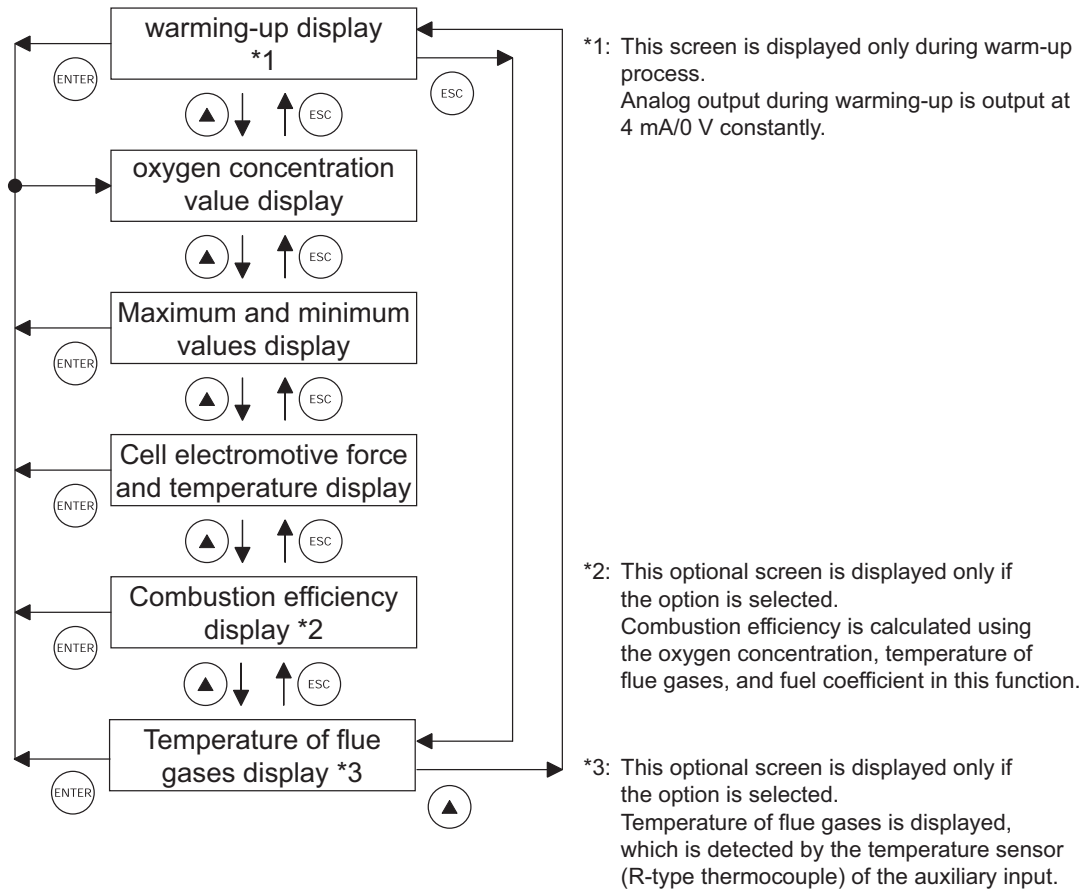 warming-up display
*1
ENTER
ESC
▲
ESC
oxygen concentration
value display
▲
ESC
Maximum and minimum
values display
ENTER
▲
ESC
Cell electromotive force
and temperature display
ENTER
▲
ESC
Combustion efficiency
display *2
ENTER
▲
ESC
Temperature of flue
gases display *3
ENTER
▲
*1: This screen is displayed only during warm-up
process.
Analog output during warming-up is output at
4 mA/0 V constantly.
*2: This optional screen is displayed only if
the option is selected.
Combustion efficiency is calculated using
the oxygen concentration, temperature of
flue gases, and fuel coefficient in this function.
*3: This optional screen is displayed only if
the option is selected.
Temperature of flue gases is displayed,
which is detected by the temperature sensor
(R-type thermocouple) of the auxiliary input.